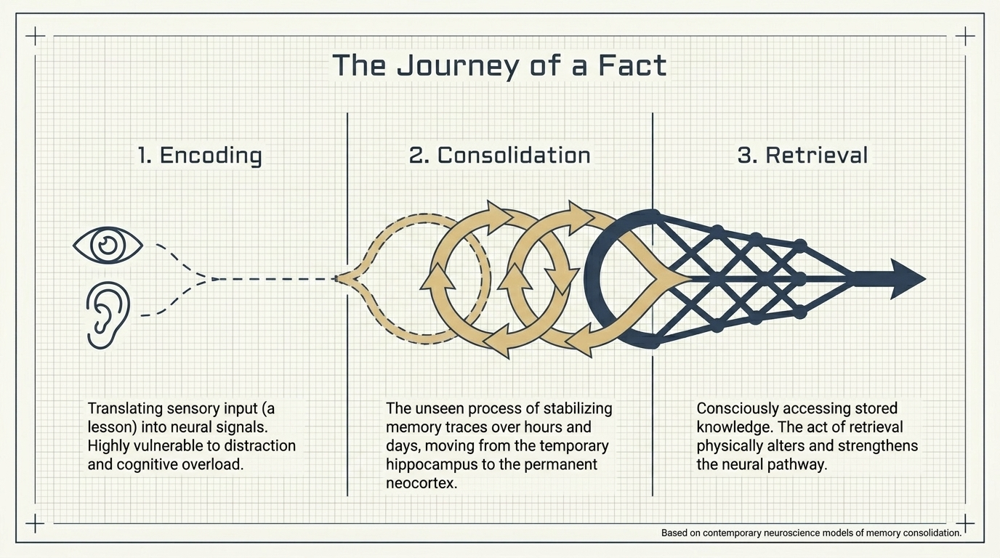 The Journey of a Fact
1. Encoding
Translating sensory input (a
lesson) into neural signals.
Highly vulnerable to distraction
and cognitive overload.
2. Consolidation
The unseen process of stabilizing
memory traces over hours and
days, moving from the temporary
hippocampus to the permanent
neocortex.
3. Retrieval
Consciously accessing stored
knowledge. The act of retrieval
physically alters and strengthens
the neural pathway.
Based on contemporary neuroscience models of memory consolidation.